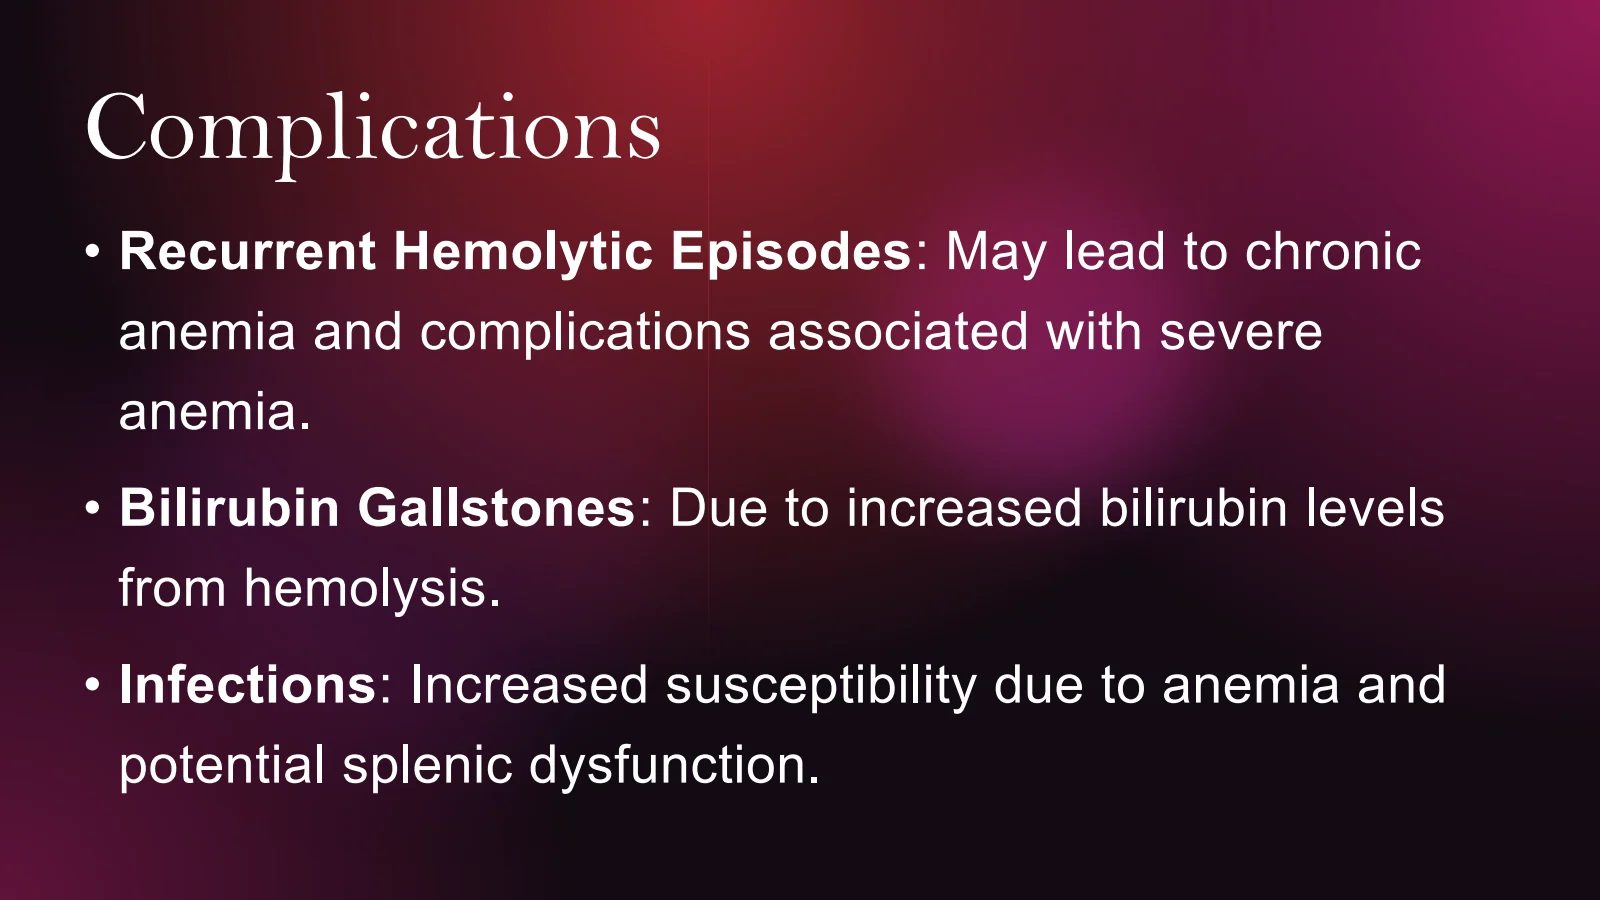 Complications
• Recurrent Hemolytic Episodes: May lead to chronic
anemia and complications associated with severe
anemia.
• Bilirubin Gallstones: Due to increased bilirubin levels
from hemolysis.
• Infections: Increased susceptibility due to anemia and
potential splenic dysfunction.